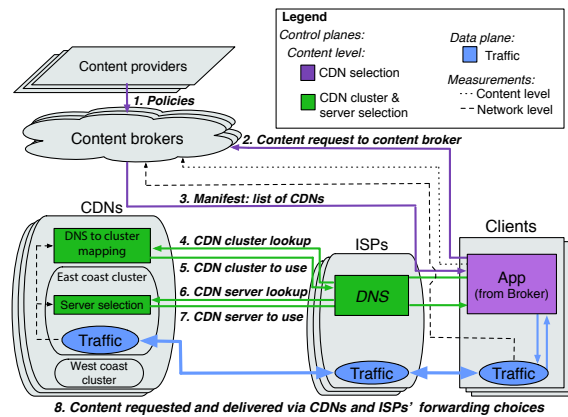 Legend
Control planes:
Content level:
CDN selection
CDN cluster &
server selection
Data plane:
Traffic
Measurements:
Content level
Network level
Content providers
1. Policies
Content brokers
2. Content request to content broker
3. Manifest: list of CDNs
CDNs
ISPs
Clients
DNS to cluster
mapping
4. CDN cluster lookup
5. CDN cluster to use
East coast cluster
6. CDN server lookup
Server selection
7. CDN server to use
DNS
App
(from Broker)
Traffic
West coast
cluster
Traffic
Traffic
8. Content requested and delivered via CDNs and ISPs' forwarding choices